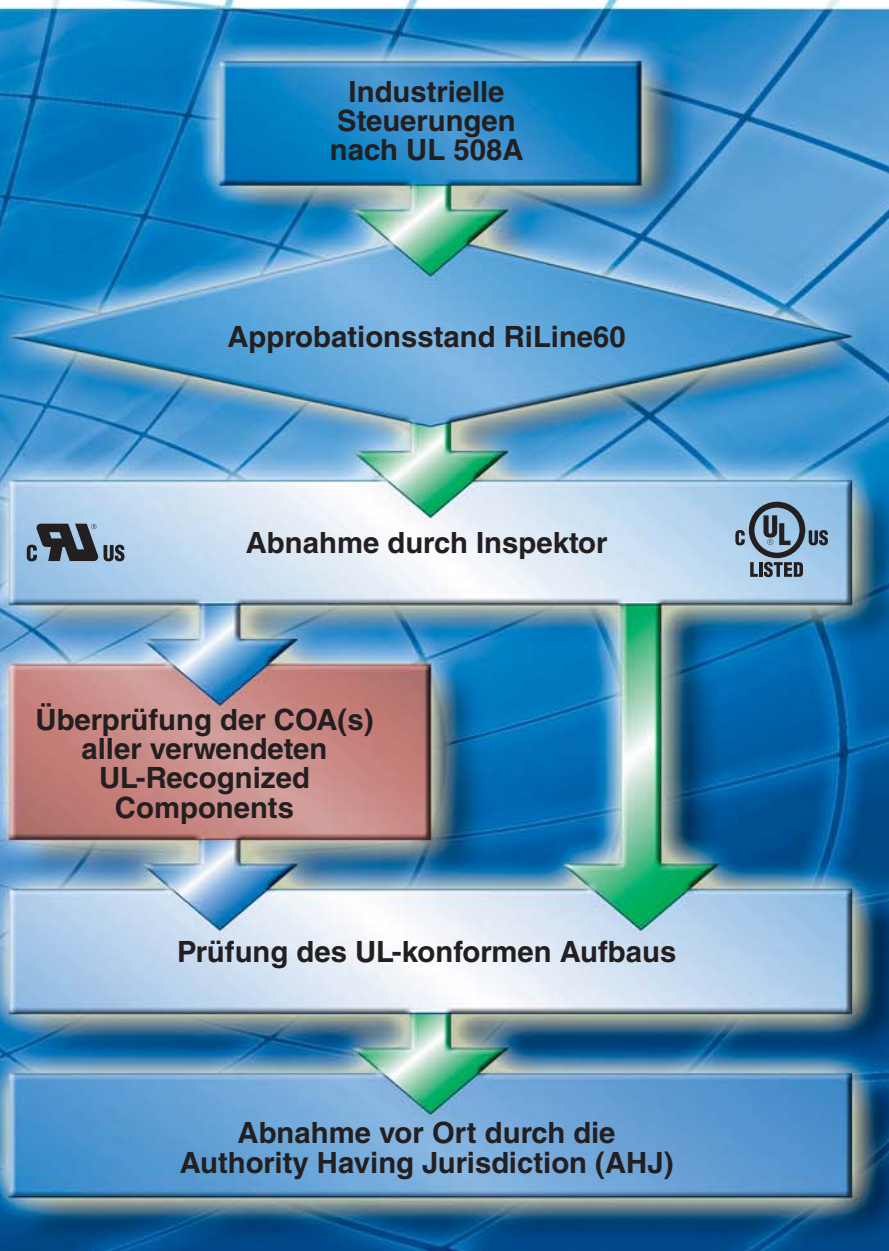 Industrielle
Steuerungen
nach UL 508A
Approbationsstand RiLine60
c RU ® US
Abnahme durch Inspektor
c UL ® US
LISTED
Überprüfung der COA(s)
aller verwendeten
UL-Recognized
Components
Prüfung des UL-konformen Aufbaus
Abnahme vor Ort durch die
Authority Having Jurisdiction (AHJ)